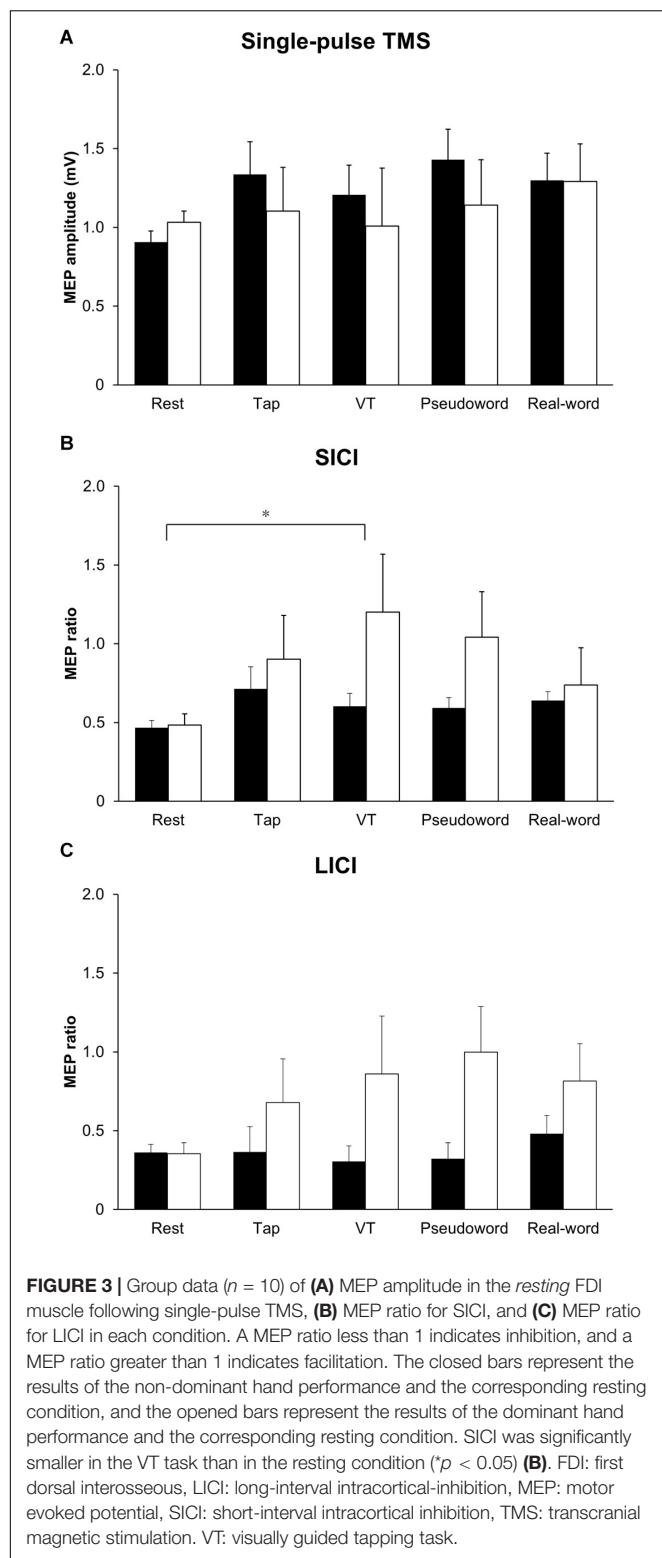 A
Single-pulse TMS
MEP amplitude (mV)
2.0
1.5
1.0
0.5
0
Rest Tap VT Pseudoword Real-word
B
SICI
MEP ratio
2.0
1.5
1.0
0.5
0
*
Rest Tap VT Pseudoword Real-word
C
LICI
MEP ratio
2.0
1.5
1.0
0.5
0
Rest Tap VT Pseudoword Real-word
FIGURE 3 | Group data (n = 10) of (A) MEP amplitude in the resting FDI
muscle following single-pulse TMS, (B) MEP ratio for SICI, and (C) MEP ratio
for LICI in each condition. A MEP ratio less than 1 indicates inhibition, and a
MEP ratio greater than 1 indicates facilitation. The closed bars represent the
results of the non-dominant hand performance and the corresponding resting
condition, and the opened bars represent the results of the dominant hand
performance and the corresponding resting condition. SICI was significantly
smaller in the VT task than in the resting condition (*p < 0.05) (B). FDI: first
dorsal interosseous, LICI: long-interval intracortical-inhibition, MEP: motor
evoked potential, SICI: short-interval intracortical inhibition, TMS: transcranial
magnetic stimulation. VT: visually guided tapping task.